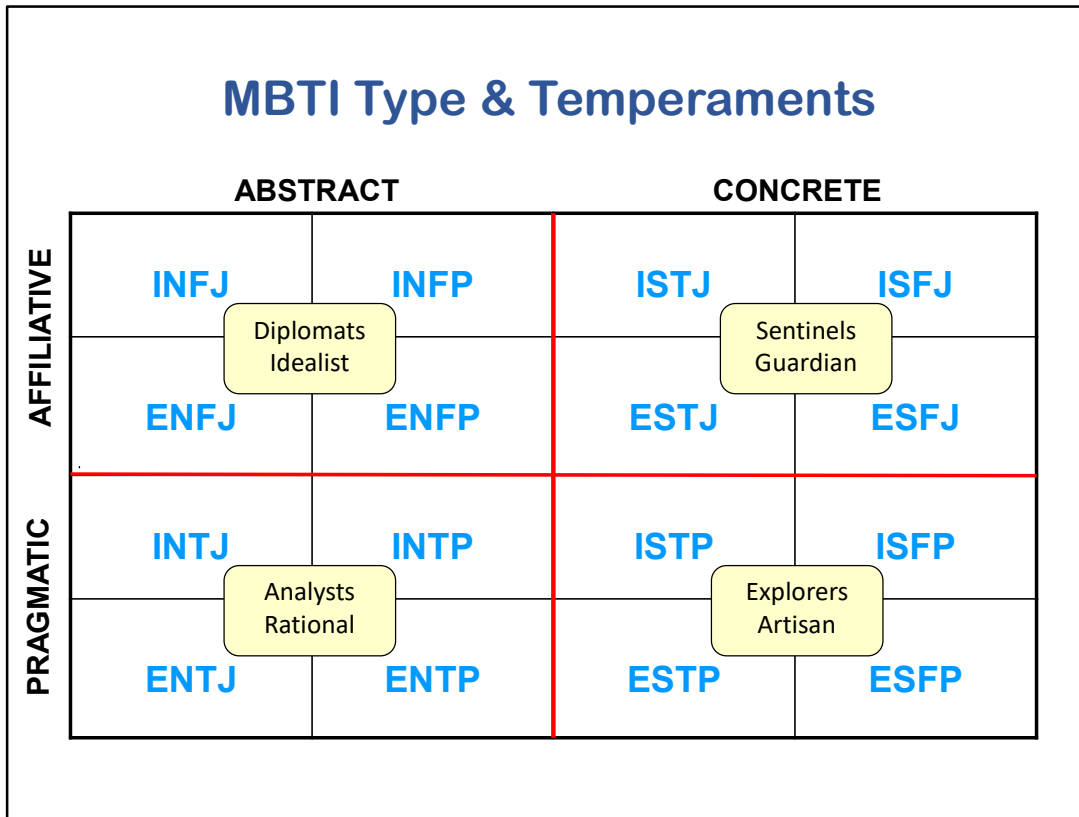 MBTI Type & Temperaments
ABSTRACT CONCRETE
AFFILIATIVE
INFJ INFP ISTJ ISFJ
Diplomats
Idealist
Sentinels
Guardian
ENFJ ENFP ESTJ ESFJ
PRAGMATIC
INTJ INTP ISTP ISFP
Analysts
Rational
Explorers
Artisan
ENTJ ENTP ESTP ESFP